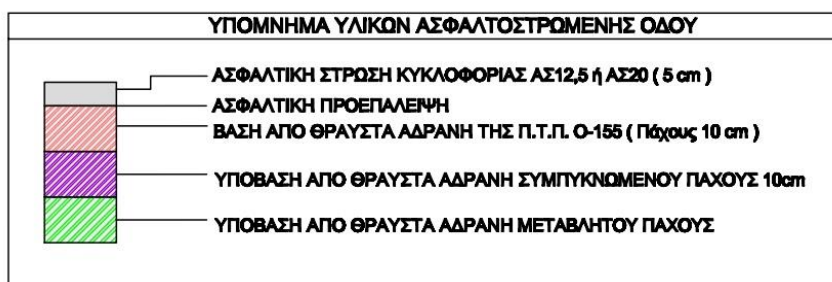 ΥΠΟΜΝΗΜΑ ΥΛΙΚΩΝ ΑΣΦΑΛΤΟΣΤΡΩΜΕΝΗΣ ΟΔΟΥ
ΑΣΦΑΛΤΙΚΗ ΣΤΡΩΣΗ ΚΥΚΛΟΦΟΡΙΑΣ ΑΣ12,5 ή ΑΣ20 ( 5 cm )
ΑΣΦΑΛΤΙΚΗ ΠΡΟΕΠΑΛΕΙΨΗ
ΒΑΣΗ ΑΠΟ ΘΡΑΥΣΤΑ ΑΔΡΑΝΗ ΤΗΣ Π.Τ.Π. Ο-155 ( Πάχους 10 cm )
ΥΠΟΒΑΣΗ ΑΠΟ ΘΡΑΥΣΤΑ ΑΔΡΑΝΗ ΣΥΜΠΥΚΝΩΜΕΝΟΥ ΠΑΧΟΥΣ 10cm
ΥΠΟΒΑΣΗ ΑΠΟ ΘΡΑΥΣΤΑ ΑΔΡΑΝΗ ΜΕΤΑΒΛΗΤΟΥ ΠΑΧΟΥΣ